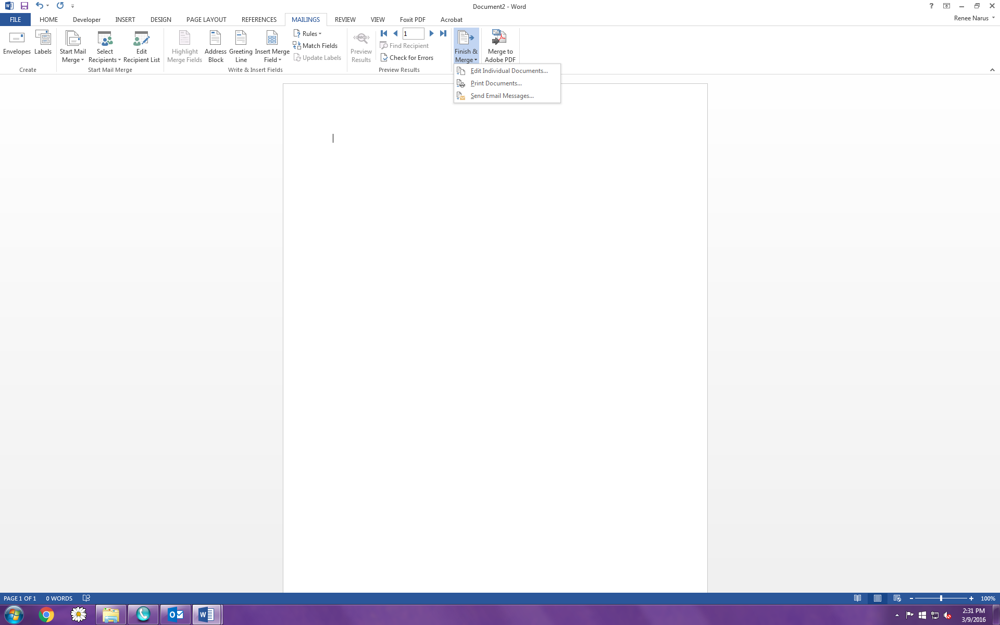 Document2 - Word
FILE HOME Developer INSERT DESIGN PAGE LAYOUT REFERENCES MAILINGS REVIEW VIEW Foxit PDF Acrobat Renee Narus
Envelopes Labels
Create
Start Mail Merge
Select Recipients
Edit Recipient List
Start Mail Merge
Highlight Merge Fields
Address Block
Greeting Line
Insert Merge Field
Rules
Match Fields
Update Labels
Write & Insert Fields
ABC
Preview Results
1
Find Recipient
Check for Errors
Preview Results
Finish & Merge
Merge to Adobe PDF
Edit Individual Documents...
Print Documents...
Send Email Messages...
PAGE 1 OF 1 0 WORDS 100%
2:31 PM
3/9/2016